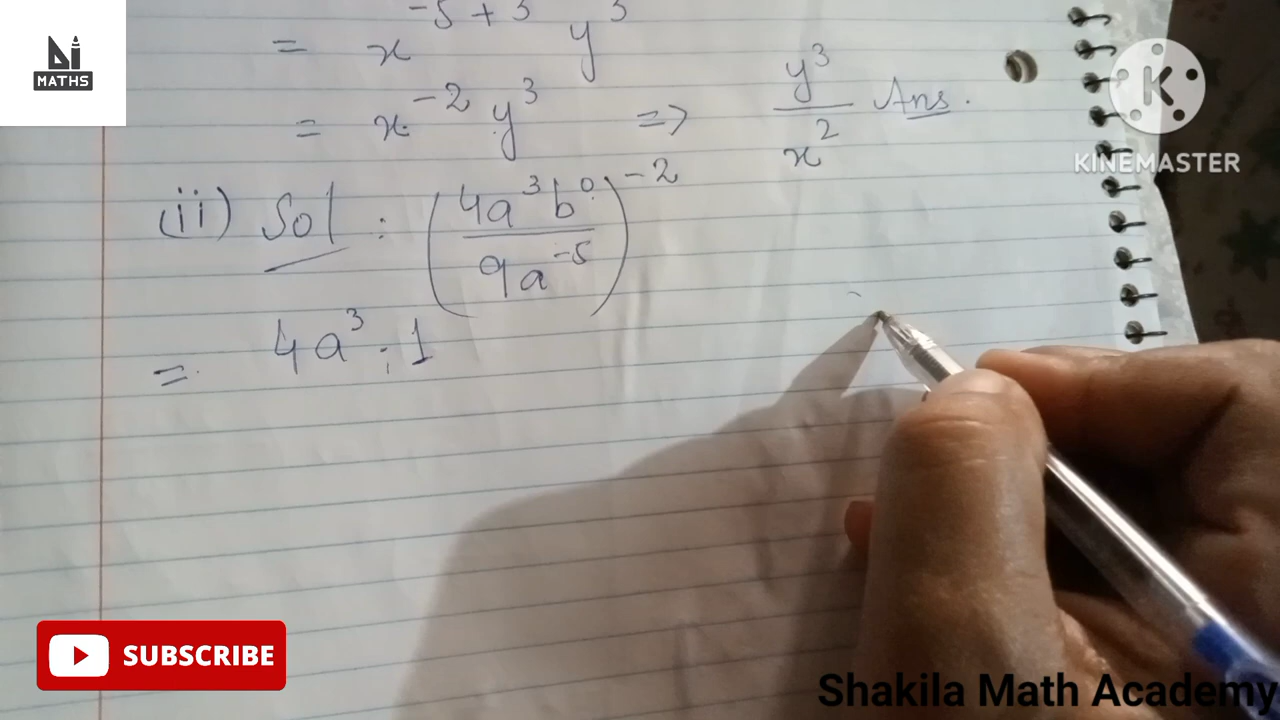 MATHS
= x^{-5+3} y^3
= x^{-2} y^3 => y^3/x^2 Ans.
KINEMASTER
(ii) Sol : (4a^3 b^0 / 9a^{-5})^{-2}
= 4a^3 . 1
SUBSCRIBE
Shakila Math Academy